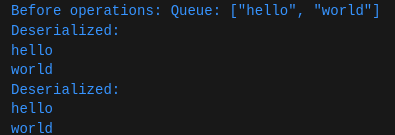 Before operations: Queue: ["hello", "world"]
Deserialized:
hello
world
Deserialized:
hello
world